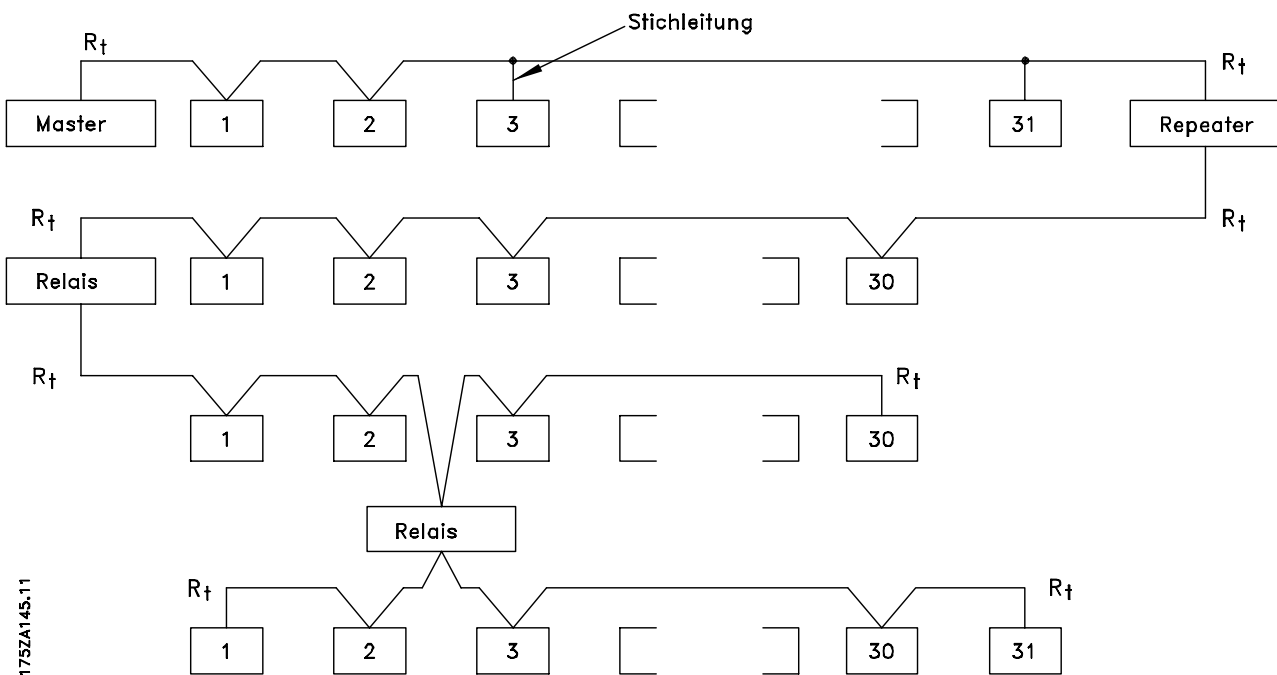 Stichleitung
Rt Rt
Master 1 2 3 31 Repeater
Rt Rt
Relais 1 2 3 30
Rt Rt
1 2 3 30
Relais
Rt Rt
1 2 3 30 31
175ZA145.11